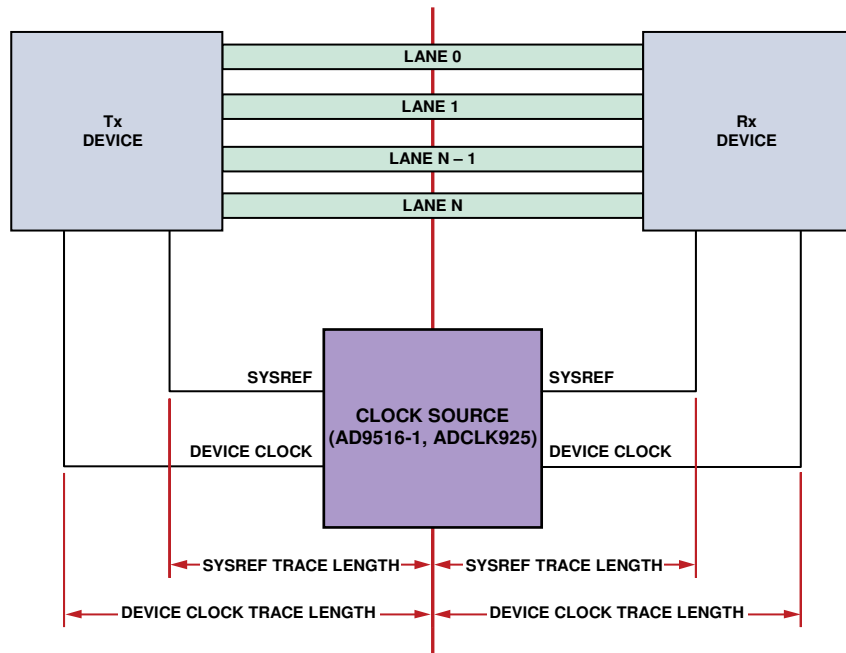 LANE 0
LANE 1
Tx
DEVICE
Rx
DEVICE
LANE N – 1
LANE N
SYSREF
SYSREF
CLOCK SOURCE
(AD9516-1, ADCLK925)
DEVICE CLOCK
DEVICE CLOCK
SYSREF TRACE LENGTH
SYSREF TRACE LENGTH
DEVICE CLOCK TRACE LENGTH
DEVICE CLOCK TRACE LENGTH